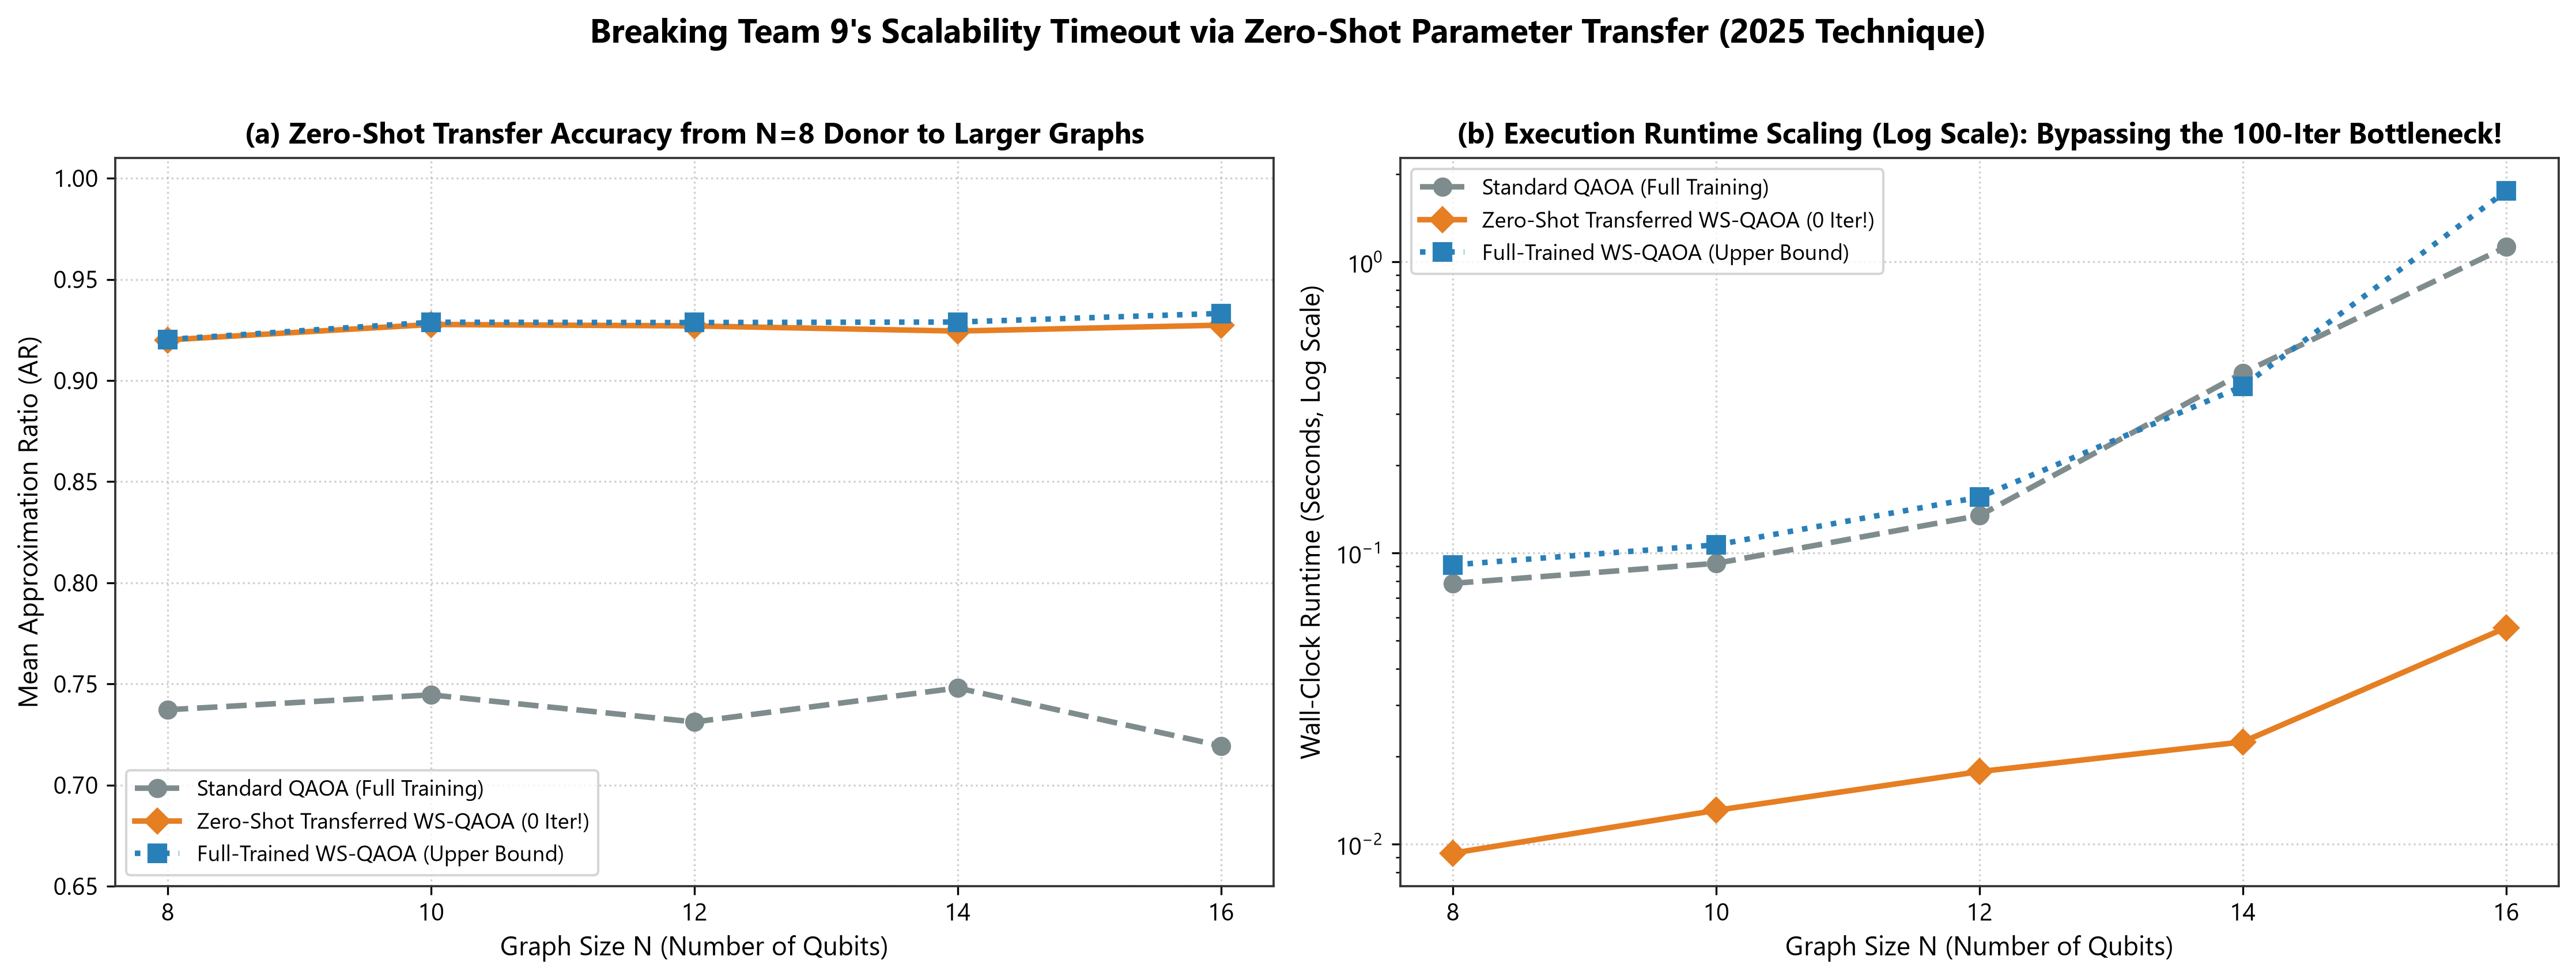 Breaking Team 9's Scalability Timeout via Zero-Shot Parameter Transfer (2025 Technique)
(a) Zero-Shot Transfer Accuracy from N=8 Donor to Larger Graphs
Mean Approximation Ratio (AR)
1.00
0.95
0.90
0.85
0.80
0.75
0.70
0.65
Standard QAOA (Full Training)
Zero-Shot Transferred WS-QAOA (0 Iter!)
Full-Trained WS-QAOA (Upper Bound)
8 10 12 14 16
Graph Size N (Number of Qubits)
(b) Execution Runtime Scaling (Log Scale): Bypassing the 100-Iter Bottleneck!
Wall-Clock Runtime (Seconds, Log Scale)
Standard QAOA (Full Training)
Zero-Shot Transferred WS-QAOA (0 Iter!)
Full-Trained WS-QAOA (Upper Bound)
10⁰
10⁻¹
10⁻²
8 10 12 14 16
Graph Size N (Number of Qubits)